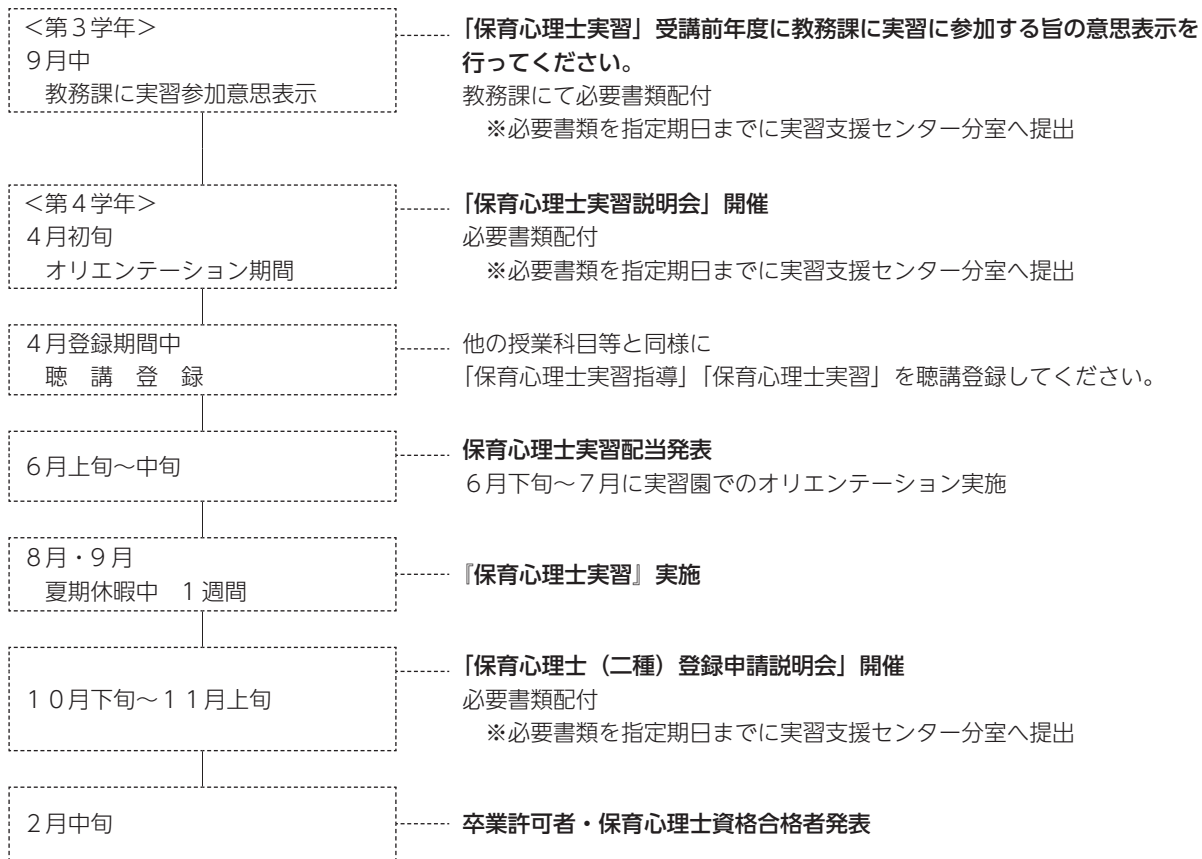 ＜第３学年＞
９月中
教務課に実習参加意思表示
「保育心理士実習」受講前年度に教務課に実習に参加する旨の意思表示を
行ってください。
教務課にて必要書類配付
※必要書類を指定期日までに実習支援センター分室へ提出
＜第４学年＞
４月初旬
オリエンテーション期間
「保育心理士実習説明会」開催
必要書類配付
※必要書類を指定期日までに実習支援センター分室へ提出
４月登録期間中
聴　講　登　録
他の授業科目等と同様に
「保育心理士実習指導」「保育心理士実習」を聴講登録してください。
６月上旬～中旬
保育心理士実習配当発表
６月下旬～７月に実習園でのオリエンテーション実施
８月・９月
夏期休暇中　１週間
『保育心理士実習』実施
１０月下旬～１１月上旬
「保育心理士（二種）登録申請説明会」開催
必要書類配付
※必要書類を指定期日までに実習支援センター分室へ提出
２月中旬
卒業許可者・保育心理士資格合格者発表